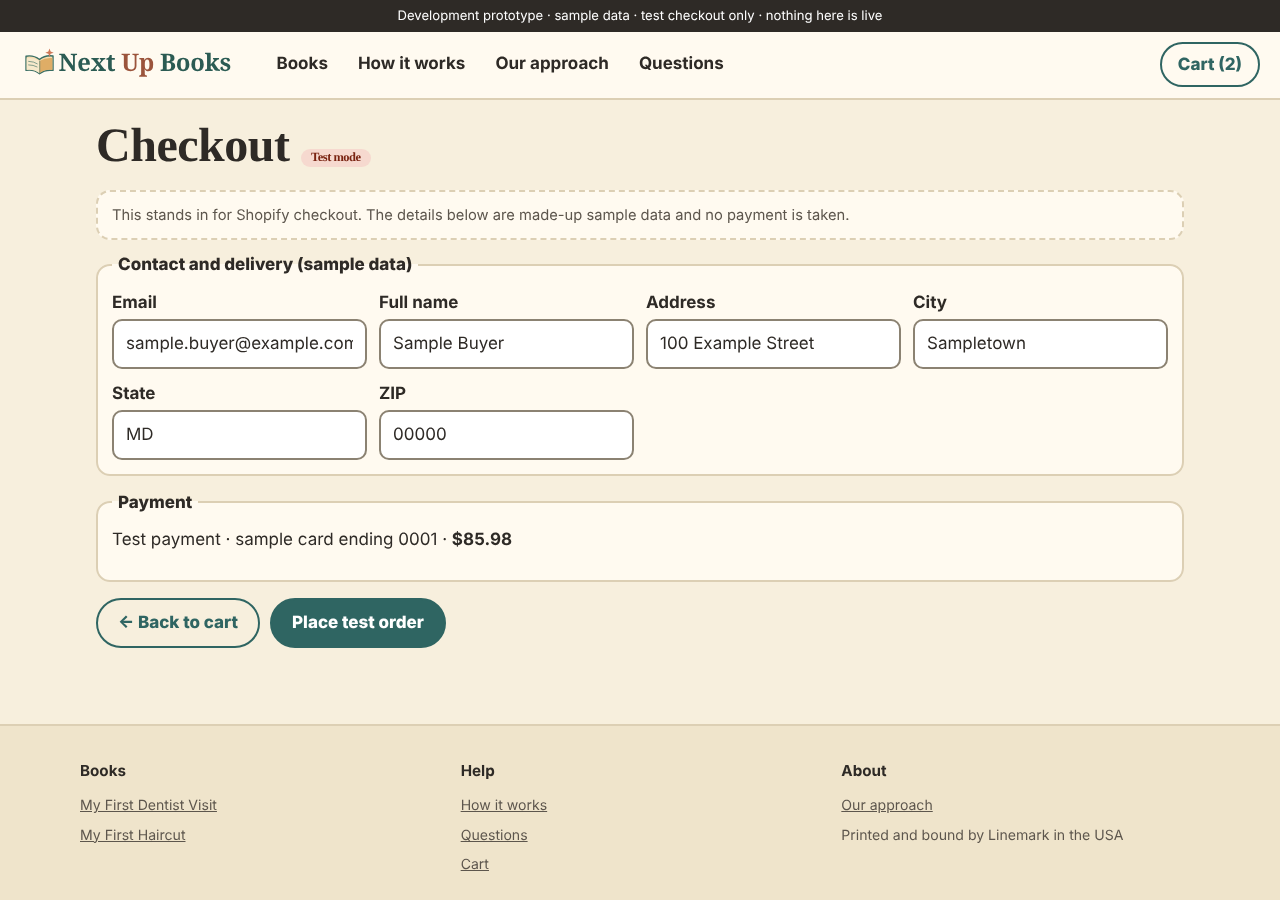 Development prototype · sample data · test checkout only · nothing here is live
Next Up Books Books How it works Our approach Questions Cart (2)
Checkout Test mode
This stands in for Shopify checkout. The details below are made-up sample data and no payment is taken.
Contact and delivery (sample data)
Email Full name Address City
sample.buyer@example.com Sample Buyer 100 Example Street Sampletown
State ZIP
MD 00000
Payment
Test payment · sample card ending 0001 · $85.98
← Back to cart Place test order
Books Help About
My First Dentist Visit How it works Our approach
My First Haircut Questions Printed and bound by Linemark in the USA
Cart